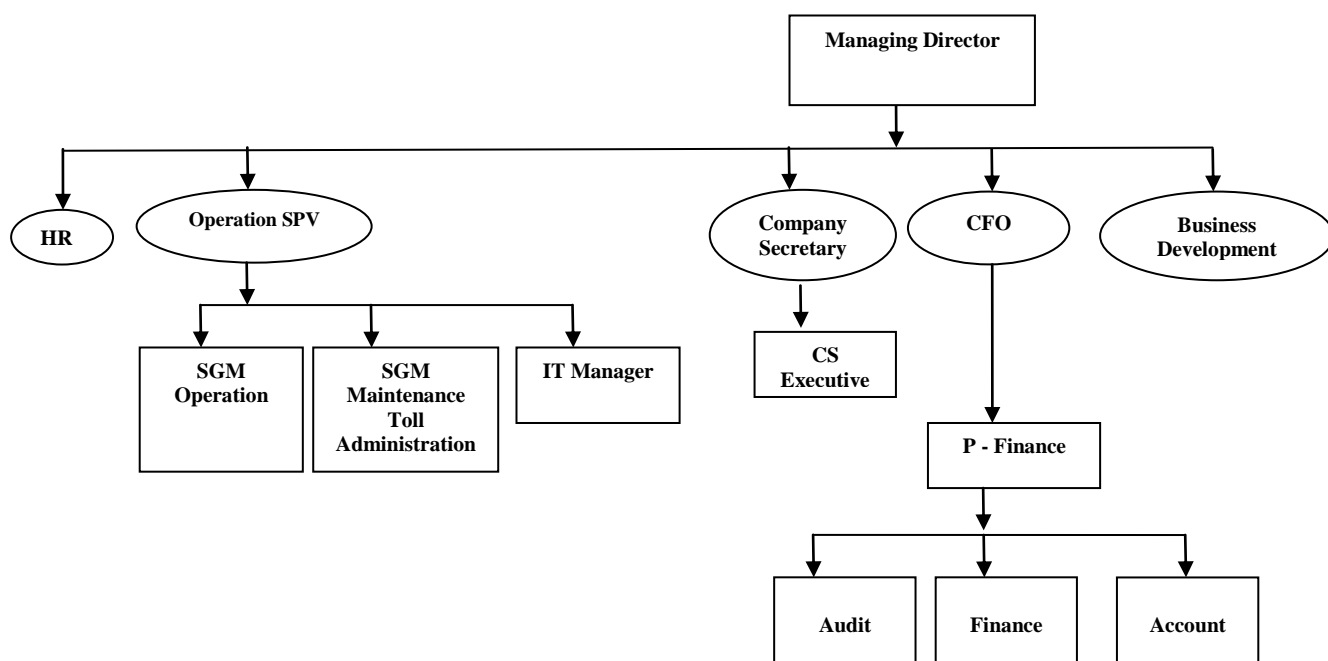 Managing Director
HR
Operation SPV
Company
Secretary
CFO
Business
Development
SGM
Operation
SGM
Maintenance
Toll
Administration
IT Manager
CS
Executive
P - Finance
Audit
Finance
Account